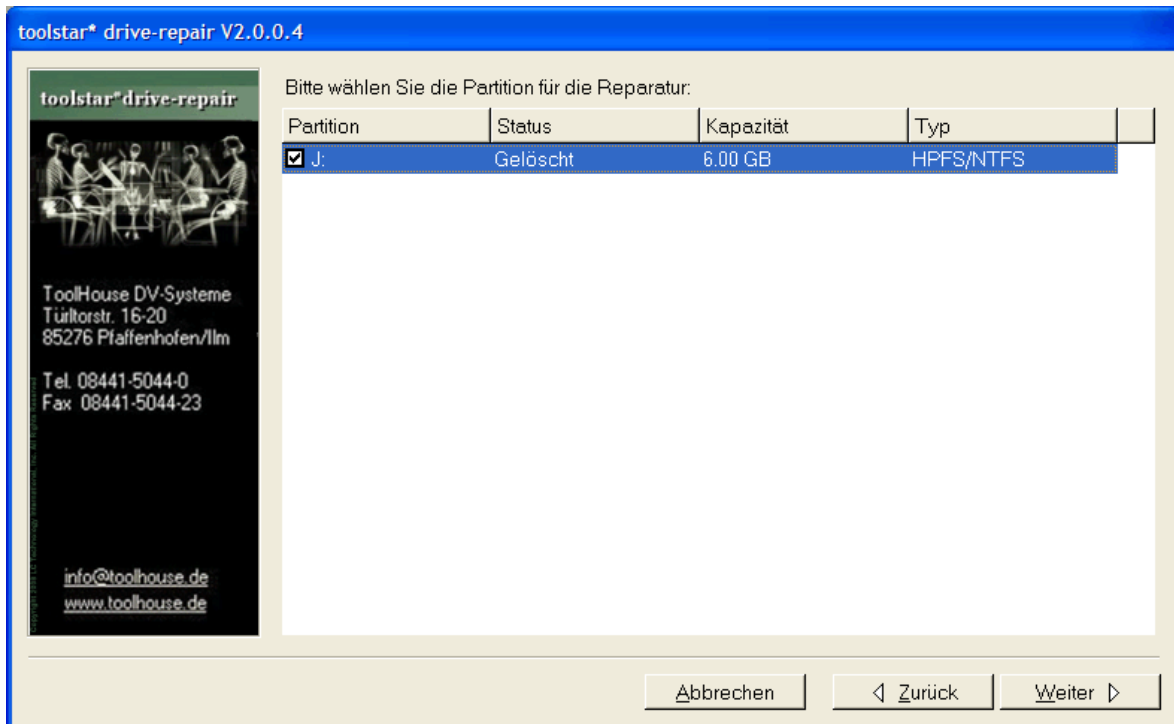 toolstar* drive-repair V2.0.0.4
toolstar*drive-repair
ToolHouse DV-Systeme
Türltorstr. 16-20
85276 Pfaffenhofen/Ilm
Tel. 08441-5044-0
Fax 08441-5044-23
info@toolhouse.de
www.toolhouse.de
Bitte wählen Sie die Partition für die Reparatur:
Partition Status Kapazität Typ
J: Gelöscht 6.00 GB HPFS/NTFS
Abbrechen Zurück Weiter